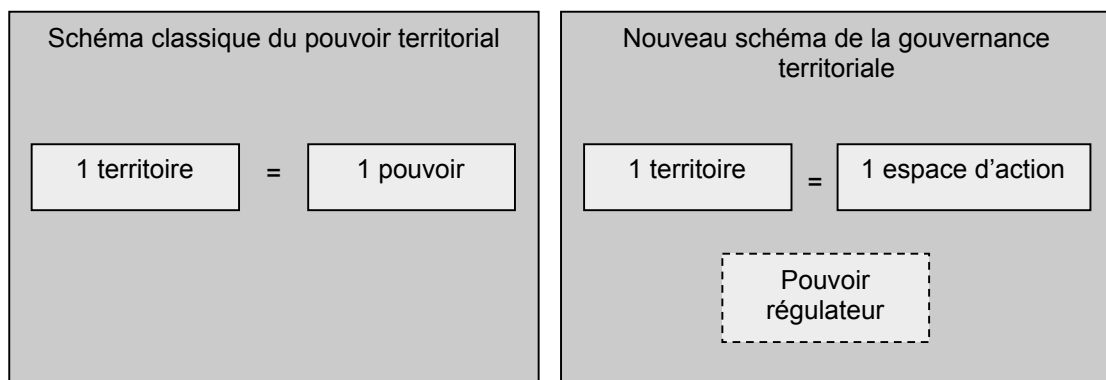 Schéma classique du pouvoir territorial
1 territoire
=
1 pouvoir
Nouveau schéma de la gouvernance
territoriale
1 territoire
=
1 espace d’action
Pouvoir
régulateur